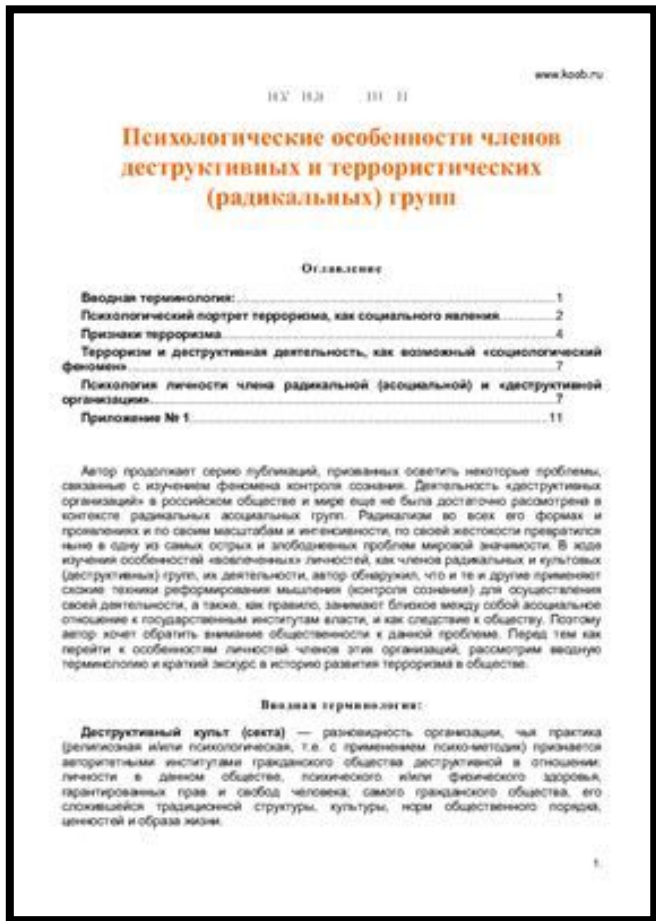 www.koob.ru
Психологические особенности членов
деструктивных и террористических
(радикальных) групп
Оглавление
Вводная терминология:.....1
Психологический портрет терроризма, как социального явления.....2
Признаки терроризма.....4
Терроризм и деструктивная деятельность, как возможный «социологический
феномен».....7
Психология личности члена радикальной (асоциальной) и «деструктивной
организации».....7
Приложение № 1.....11
Автор продолжает серию публикаций, призванных осветить некоторые проблемы,
связанные с изучением феномена контроля сознания. Деятельность «деструктивных
организаций» в российском обществе и мире еще не была достаточно рассмотрена в
контексте радикальных асоциальных групп. Радикализм во всех его формах и
проявлениях и по своим масштабам и интенсивности, по своей жестокости превратился
ныне в одну из самых острых и злободневных проблем мировой значимости. В ходе
изучения особенностей «вовлеченных» личностей, как членов радикальных и культовых
(деструктивных) групп, их деятельности, автор обнаружил, что и те и другие применяют
схожие техники реформирования мышления (контроля сознания) для осуществления
своей деятельности, а также, как правило, занимают близкое между собой асоциальное
отношение к государственным институтам власти, и как следствие к обществу. Поэтому
автор хочет обратить внимание общественности к данной проблеме. Перед тем как
перейти к особенностям личностей членов этих организаций, рассмотрим вводную
терминологию и краткий экскурс в историю развития терроризма в обществе.
Вводная терминология:
Деструктивный культ (секта) — разновидность организации, чья практика
(религиозная и/или психологическая, т.е. с применением психо-методик) признается
авторитетными институтами гражданского общества деструктивной в отношении:
личности в данном обществе, психического и/или физического здоровья,
гарантированных прав и свобод человека; самого гражданского общества, его
сложившейся традиционной структуры, культуры, норм общественного порядка,
ценностей и образа жизни.
1.